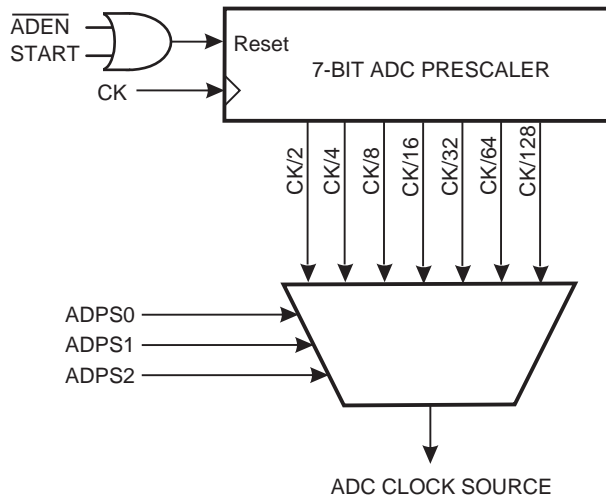 ADEN
START
Reset
7-BIT ADC PRESCALER
CK
CK/2
CK/4
CK/8
CK/16
CK/32
CK/64
CK/128
ADPS0
ADPS1
ADPS2
ADC CLOCK SOURCE